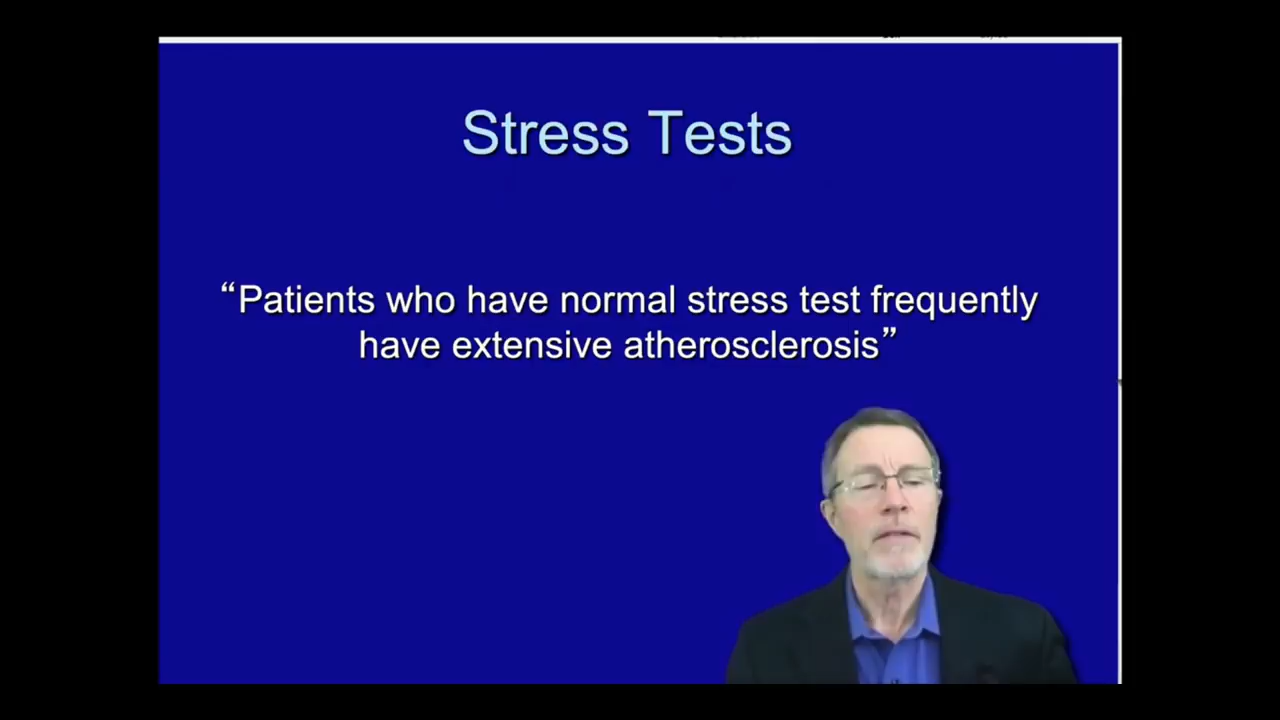 Stress Tests
“Patients who have normal stress test frequently
have extensive atherosclerosis”